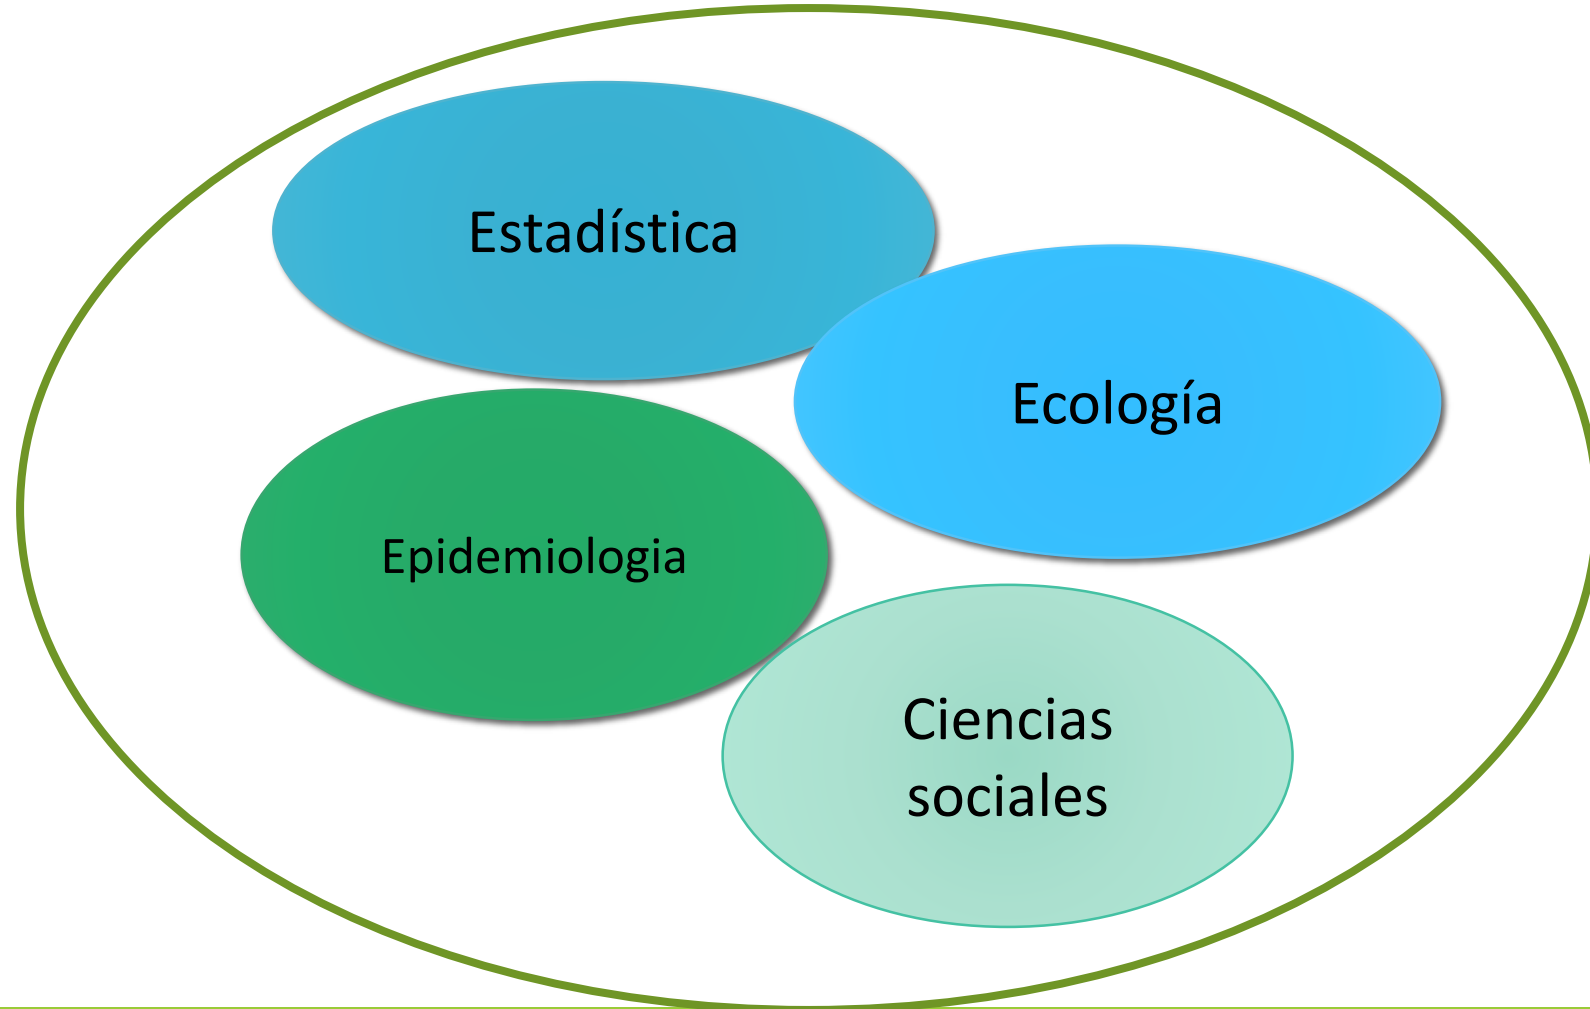 Estadística
Ecología
Epidemiologia
Ciencias
sociales